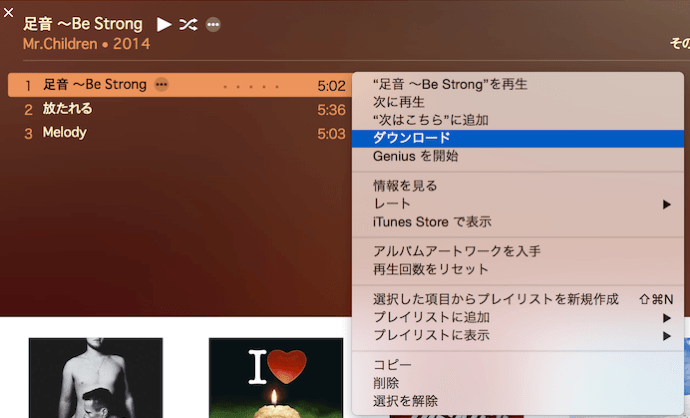 足音 〜Be Strong
Mr.Children • 2014
その
1 足音 〜Be Strong 5:02
2 放たれる 5:36
3 Melody 5:03
“足音 〜Be Strong”を再生
次に再生
“次はこちら”に追加
ダウンロード
Genius を開始
情報を見る
レート
iTunes Store で表示
アルバムアートワークを入手
再生回数をリセット
選択した項目からプレイリストを新規作成 ⇧⌘N
プレイリストに追加
プレイリストに表示
コピー
削除
選択を解除
I